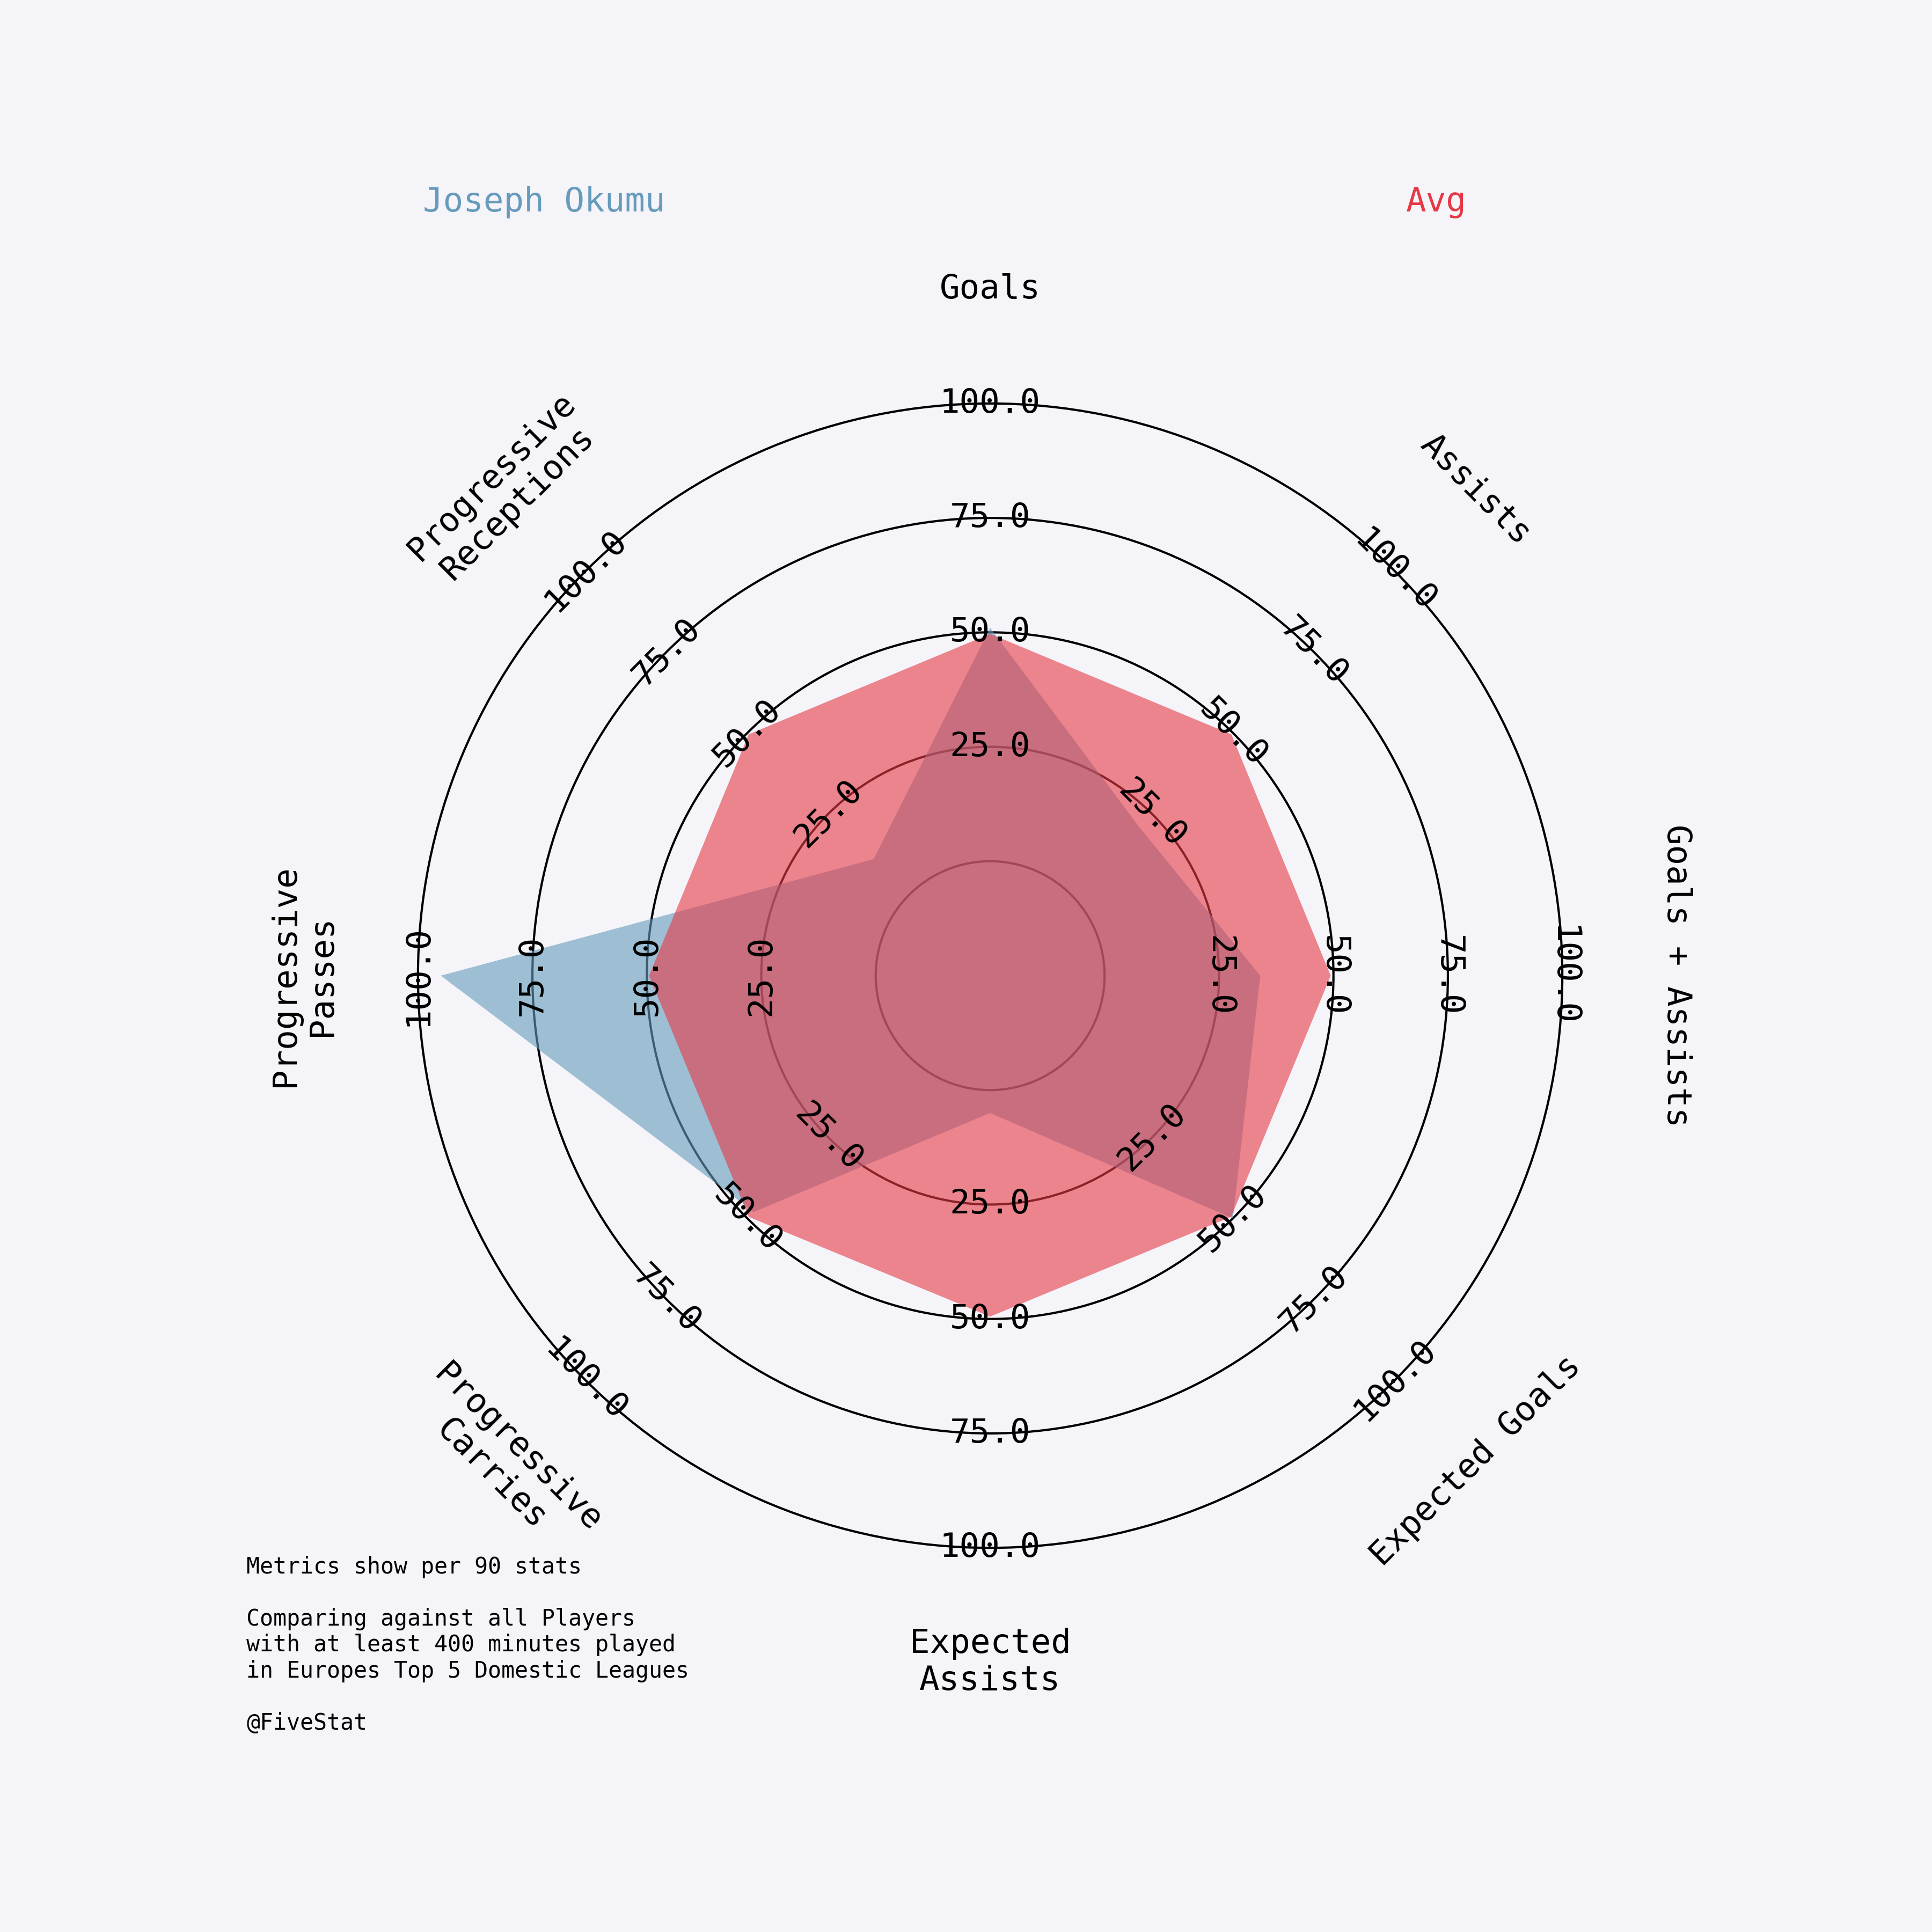 Joseph Okumu
Avg
Goals
Assists
Goals + Assists
Expected Goals
Expected
Assists
Progressive
Carries
Progressive
Passes
Progressive
Receptions
25.0
50.0
75.0
100.0
25.0
50.0
75.0
100.0
25.0
50.0
75.0
100.0
25.0
50.0
75.0
100.0
25.0
50.0
75.0
100.0
25.0
50.0
75.0
100.0
25.0
50.0
75.0
100.0
25.0
50.0
75.0
100.0
Metrics show per 90 stats
Comparing against all Players
with at least 400 minutes played
in Europes Top 5 Domestic Leagues
@FiveStat